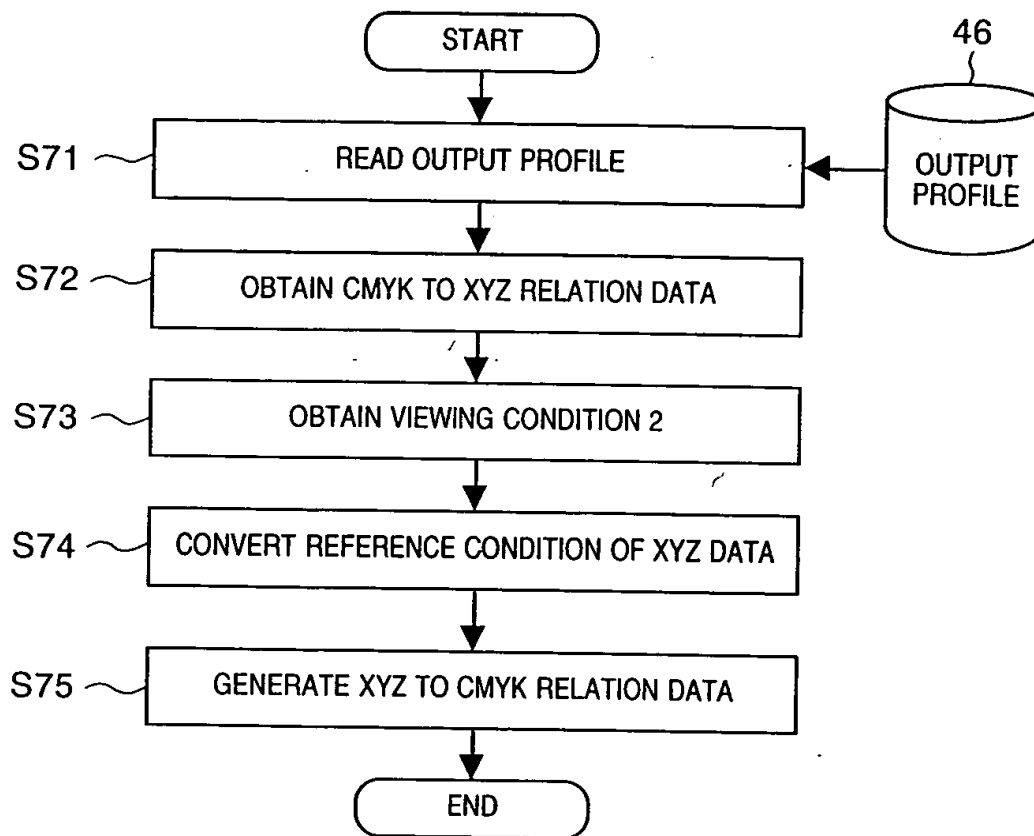 START
46
S71
READ OUTPUT PROFILE
OUTPUT
PROFILE
S72
OBTAIN CMYK TO XYZ RELATION DATA
S73
OBTAIN VIEWING CONDITION 2
S74
CONVERT REFERENCE CONDITION OF XYZ DATA
S75
GENERATE XYZ TO CMYK RELATION DATA
END